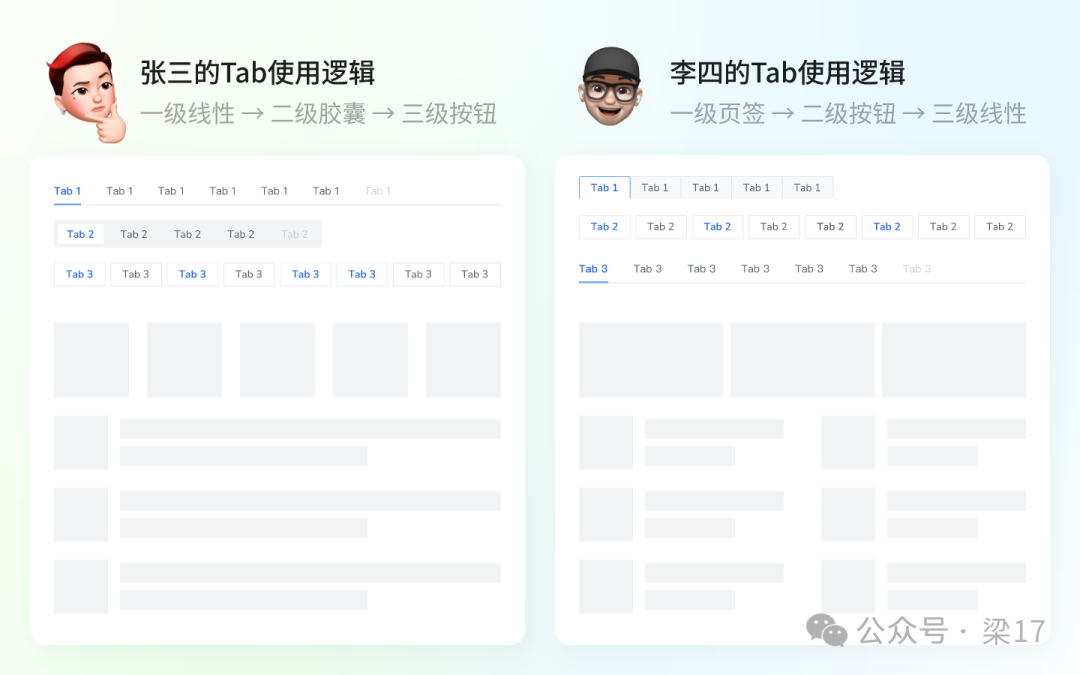 张三的Tab使用逻辑
一级线性 → 二级胶囊 → 三级按钮
Tab 1 Tab 1 Tab 1 Tab 1 Tab 1 Tab 1 Tab 1
Tab 2 Tab 2 Tab 2 Tab 2 Tab 2
Tab 3 Tab 3 Tab 3 Tab 3 Tab 3 Tab 3 Tab 3 Tab 3
李四的Tab使用逻辑
一级页签 → 二级按钮 → 三级线性
Tab 1 Tab 1 Tab 1 Tab 1 Tab 1
Tab 2 Tab 2 Tab 2 Tab 2 Tab 2 Tab 2 Tab 2 Tab 2
Tab 3 Tab 3 Tab 3 Tab 3 Tab 3 Tab 3 Tab 3
公众号 · 梁17